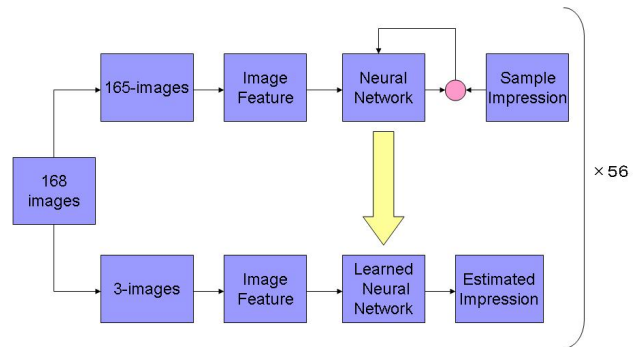 165-images
Image
Feature
Neural
Network
Sample
Impression
168
images
×56
3-images
Image
Feature
Learned
Neural
Network
Estimated
Impression